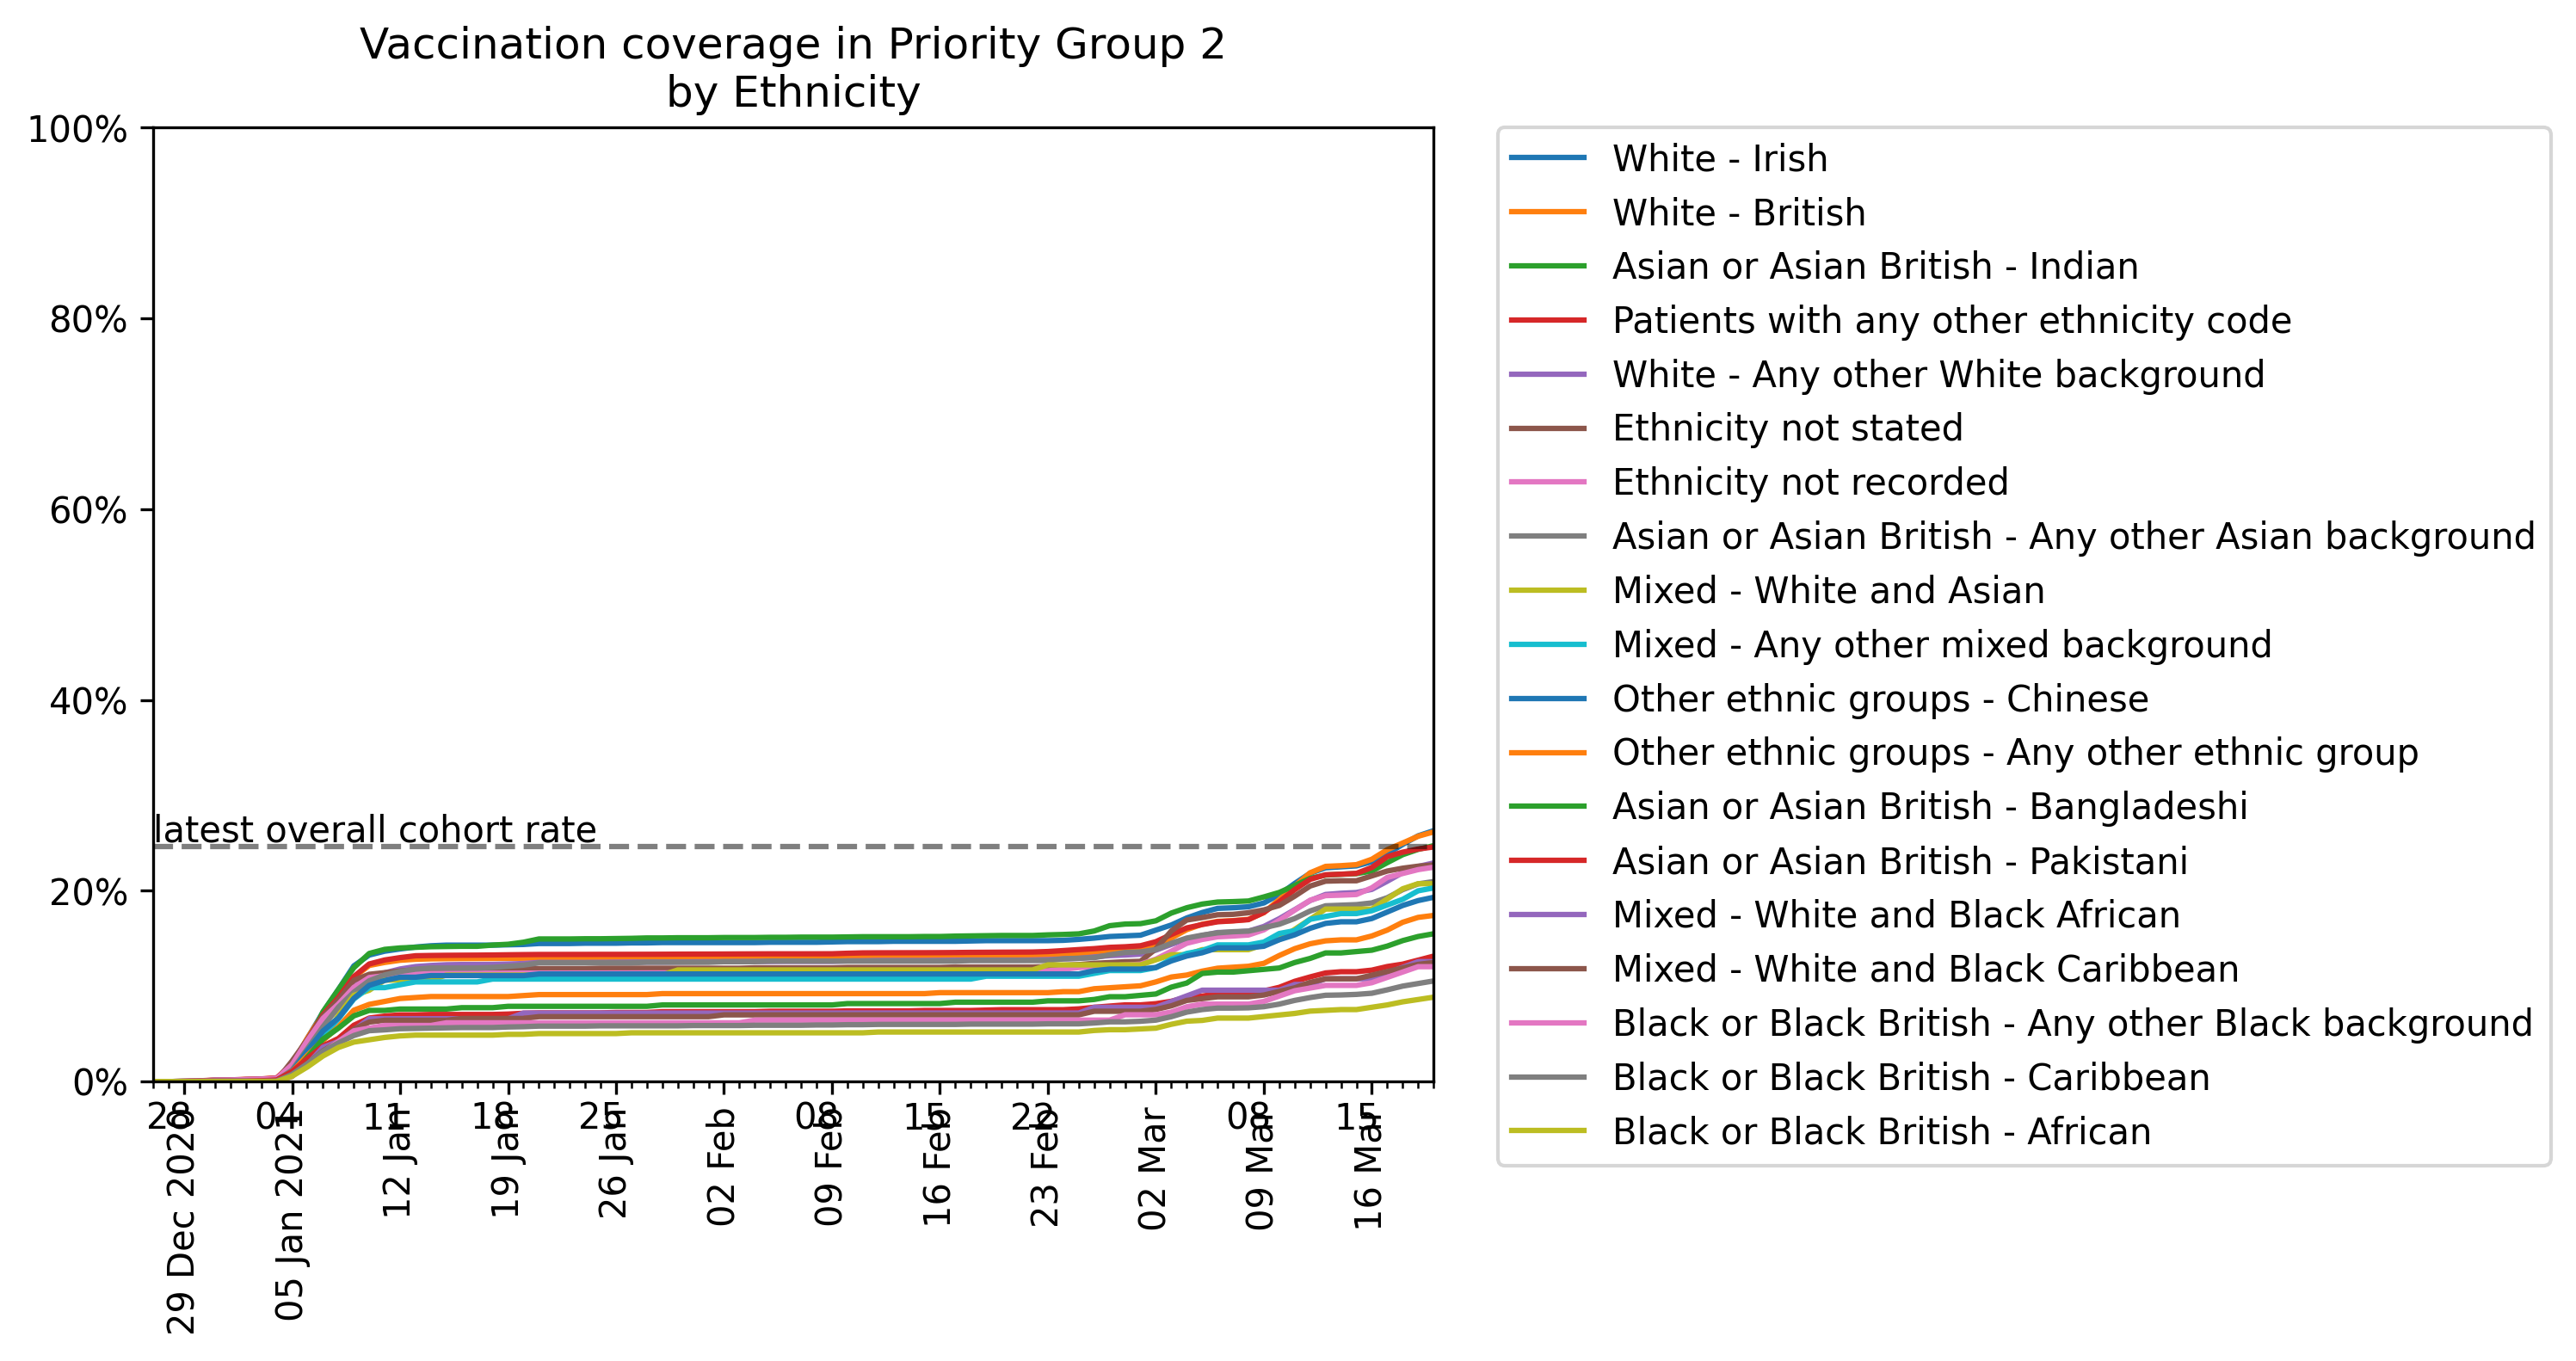 Vaccination coverage in Priority Group 2
by Ethnicity
100%
80%
60%
40%
20%
0%
latest overall cohort rate
28
04
11
18
25
08
15
22
08
15
29 Dec 2020
05 Jan 2021
12 Jan
19 Jan
26 Jan
02 Feb
09 Feb
16 Feb
23 Feb
02 Mar
09 Mar
16 Mar
White - Irish
White - British
Asian or Asian British - Indian
Patients with any other ethnicity code
White - Any other White background
Ethnicity not stated
Ethnicity not recorded
Asian or Asian British - Any other Asian background
Mixed - White and Asian
Mixed - Any other mixed background
Other ethnic groups - Chinese
Other ethnic groups - Any other ethnic group
Asian or Asian British - Bangladeshi
Asian or Asian British - Pakistani
Mixed - White and Black African
Mixed - White and Black Caribbean
Black or Black British - Any other Black background
Black or Black British - Caribbean
Black or Black British - African